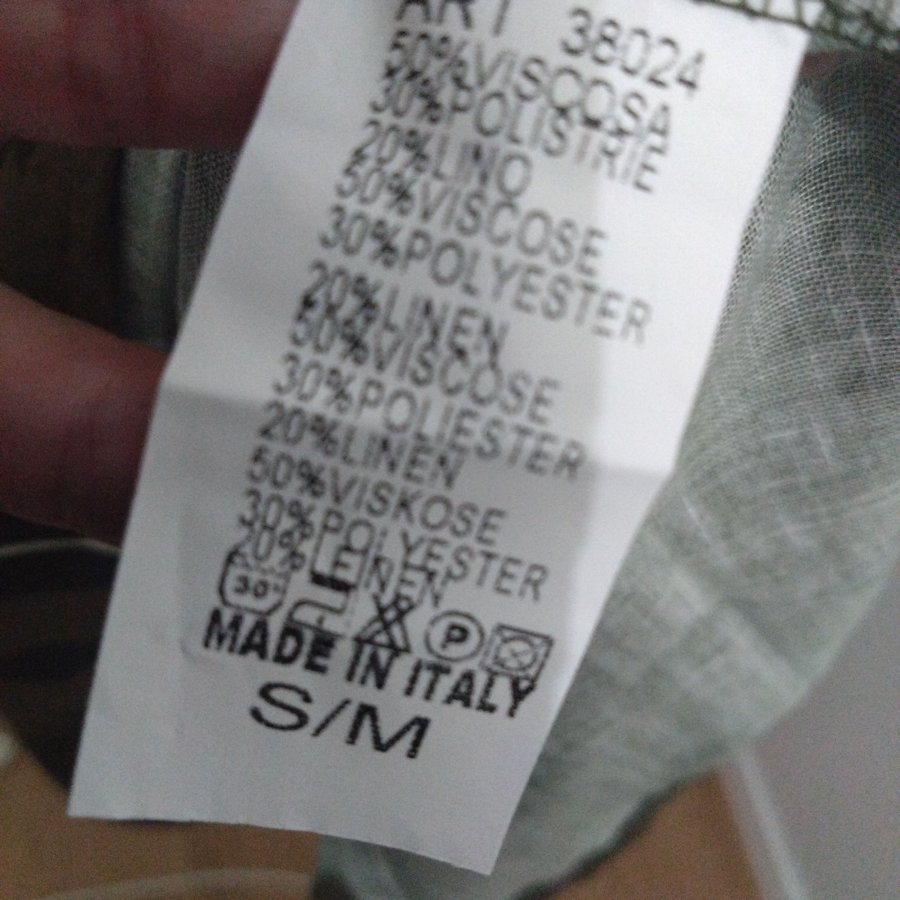 ART 38024
50%VISCOSA
30%POLISTRIE
20%LINO
50%VISCOSE
30%POLYESTER
20%LINEN
50%VISCOSE
30%POLIESTER
20%LINEN
50%VISKOSE
30%POLYESTER
20%LEINEN
30° P
MADE IN ITALY
S/M